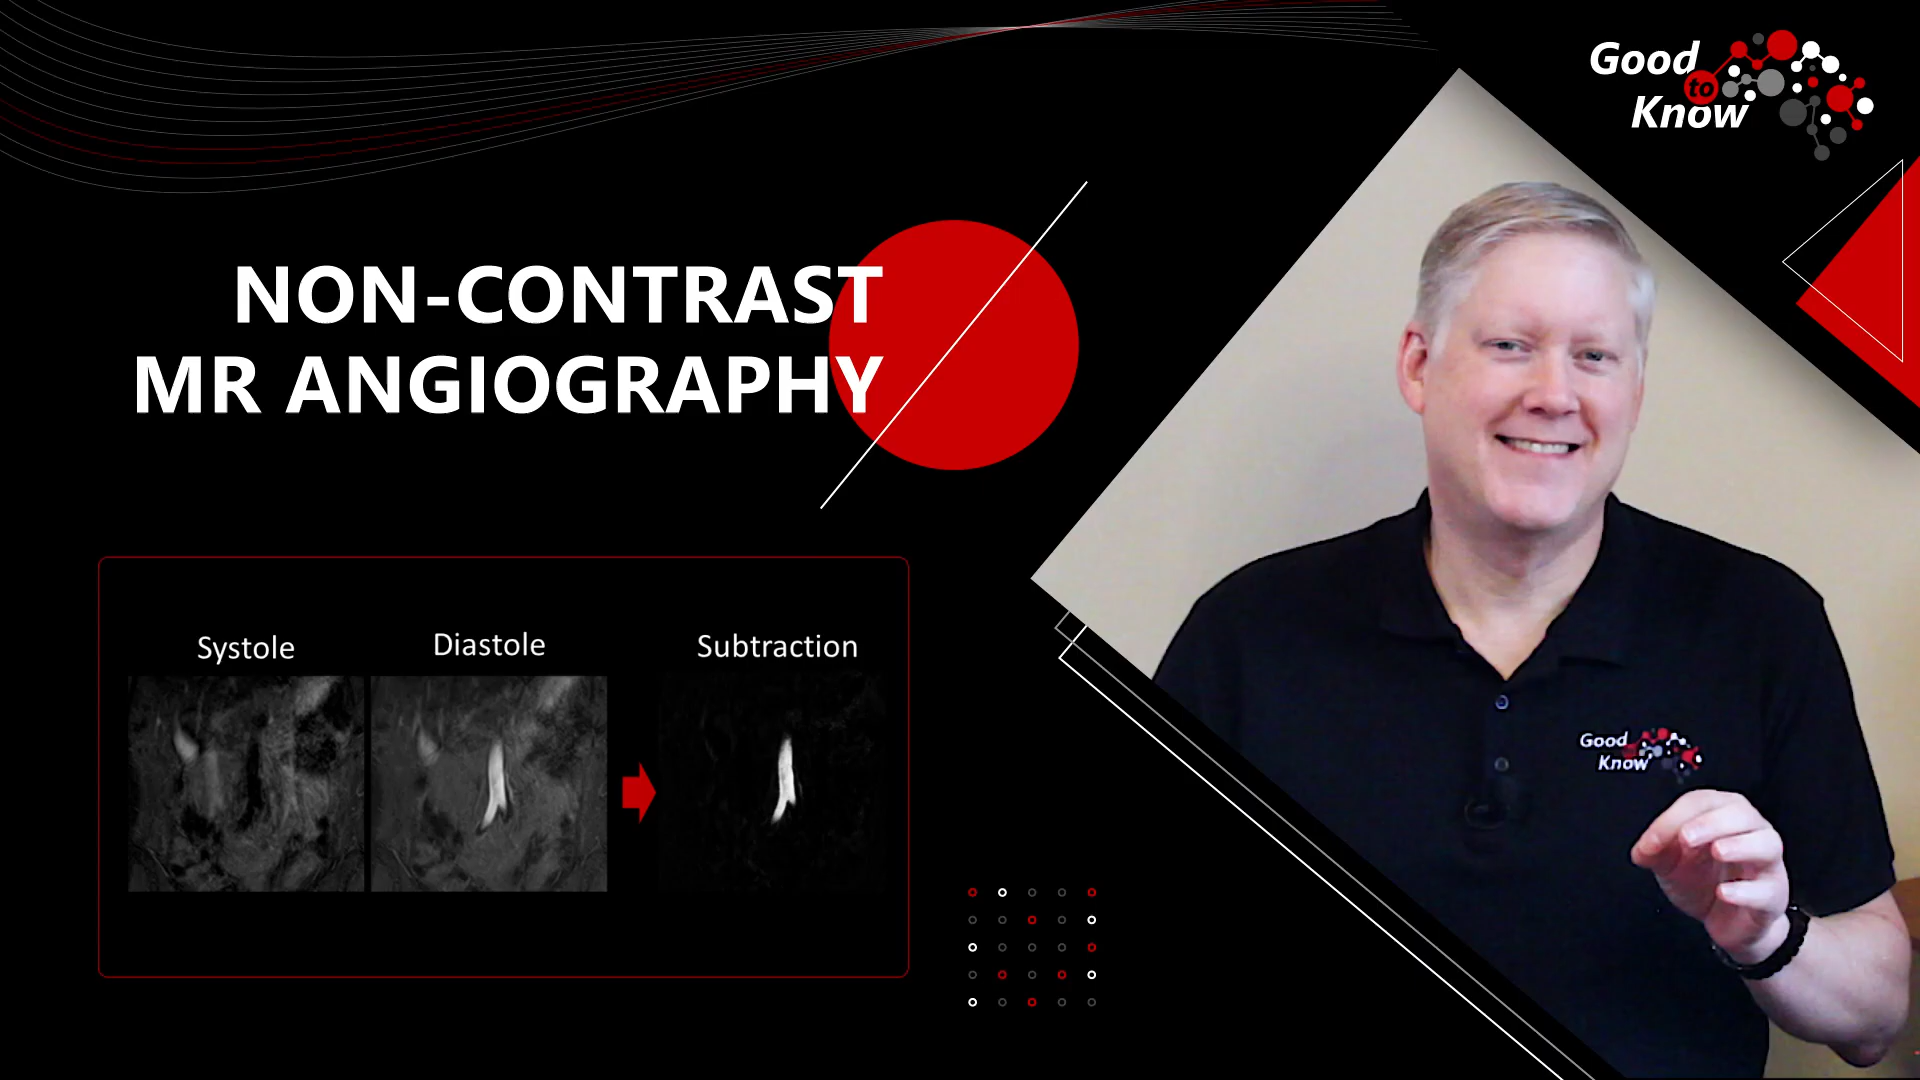 Good
to
Know
NON-CONTRAST
MR ANGIOGRAPHY
Systole
Diastole
Subtraction
Good
Know